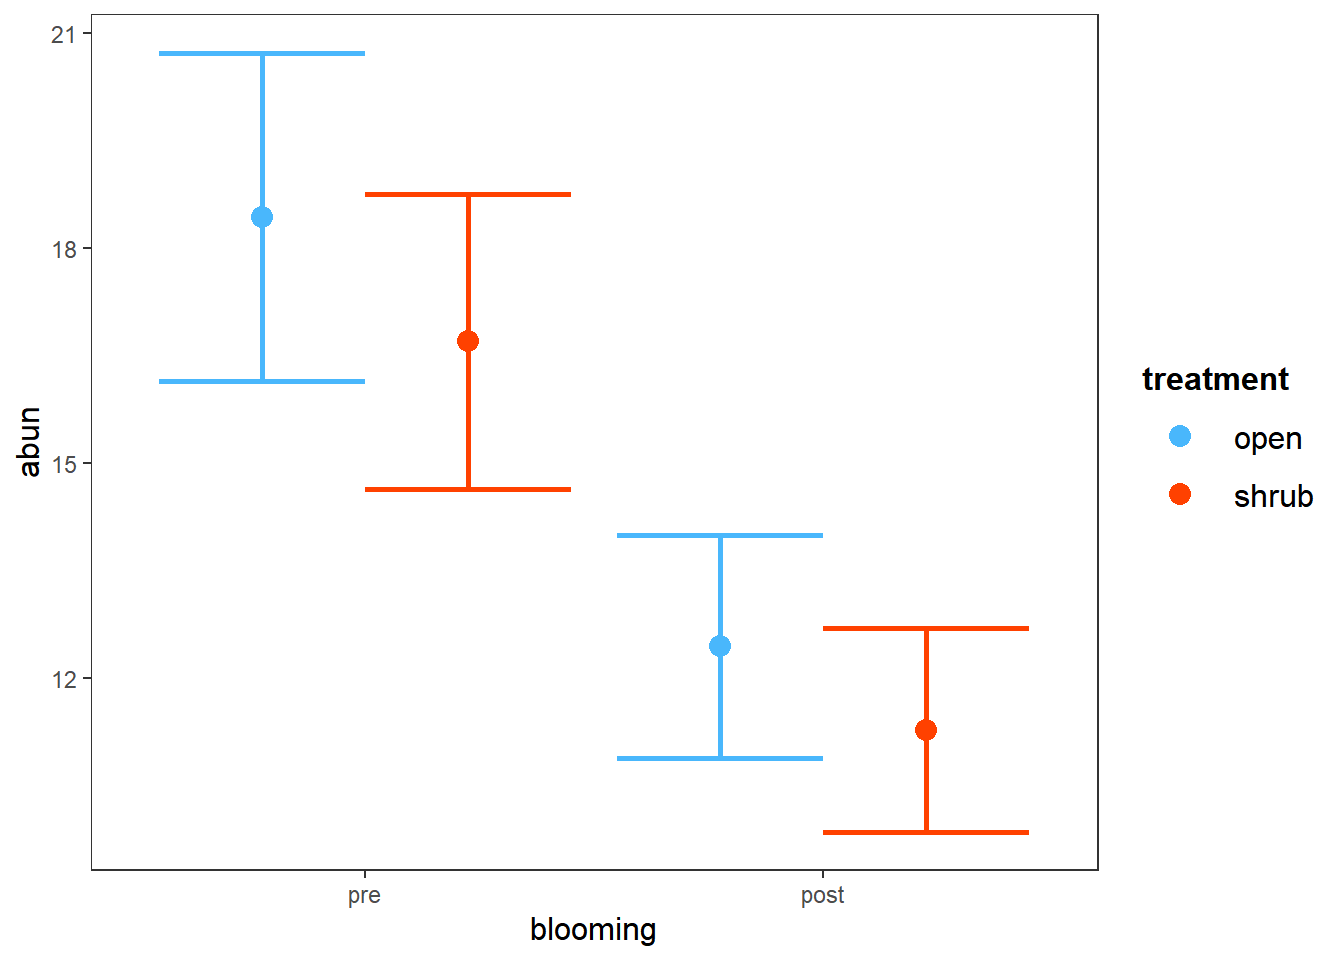 21
18
15
12
abun
pre
post
blooming
treatment
open
shrub